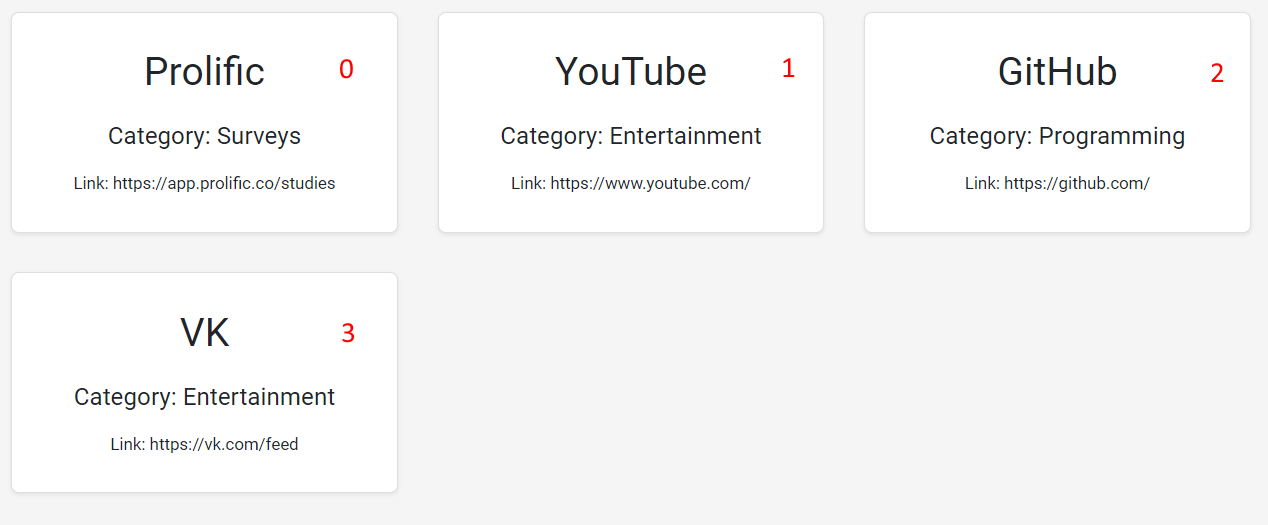 Prolific 0
Category: Surveys
Link: https://app.prolific.co/studies
YouTube 1
Category: Entertainment
Link: https://www.youtube.com/
GitHub 2
Category: Programming
Link: https://github.com/
VK 3
Category: Entertainment
Link: https://vk.com/feed